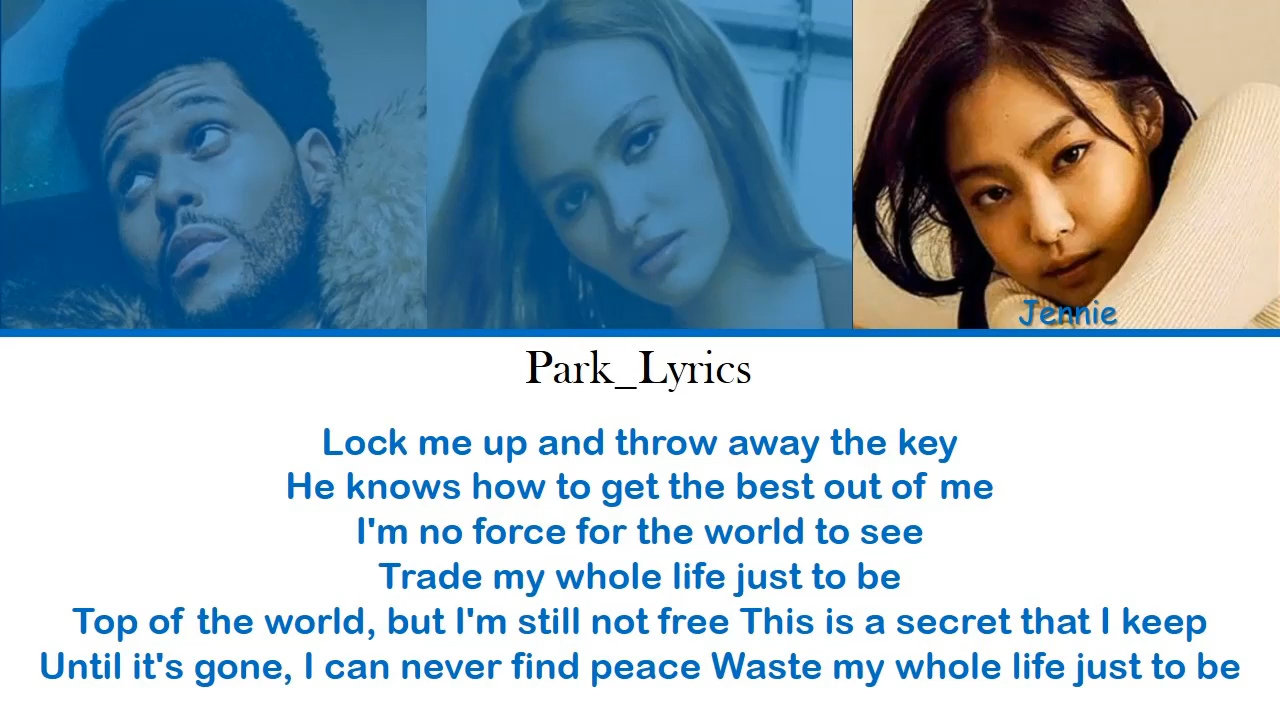 Jennie
Park_Lyrics
Lock me up and throw away the key
He knows how to get the best out of me
I'm no force for the world to see
Trade my whole life just to be
Top of the world, but I'm still not free This is a secret that I keep
Until it's gone, I can never find peace Waste my whole life just to be